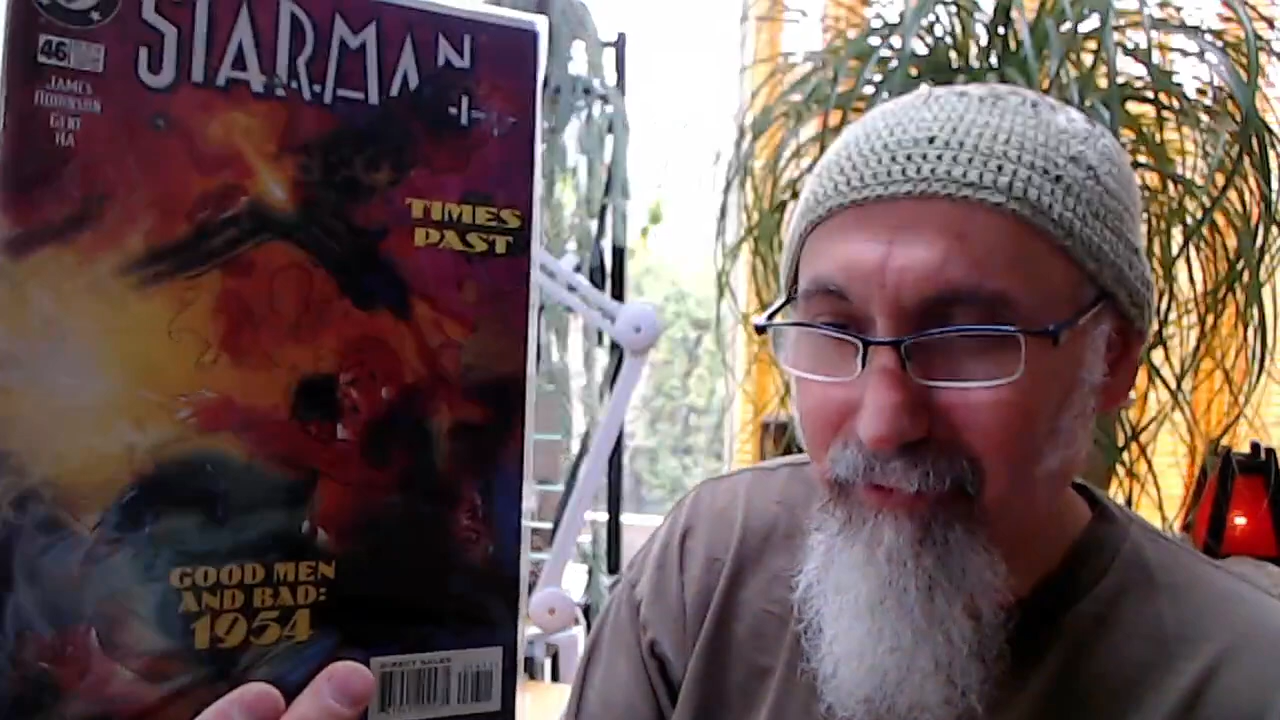 STARMAN
46
JAMES
ROBINSON
GENE
HA
TIMES
PAST
GOOD MEN
AND BAD:
1954
DIRECT SALES